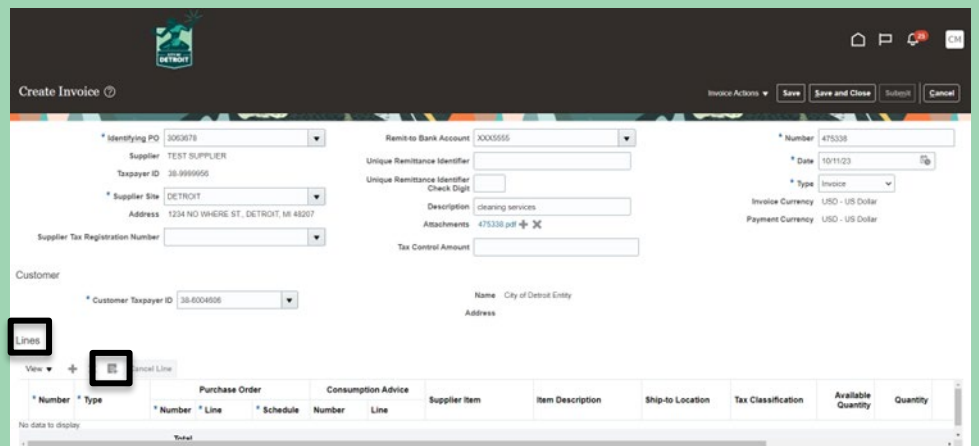 CITY OF
DETROIT
25
CM
Create Invoice
Invoice Actions
Save
Save and Close
Submit
Cancel
* Identifying PO 3063678
Supplier TEST SUPPLIER
Taxpayer ID 38-9999956
* Supplier Site DETROIT
Address 1234 NO WHERE ST., DETROIT, MI 48207
Supplier Tax Registration Number
Remit-to Bank Account XXX5555
Unique Remittance Identifier
Unique Remittance Identifier
Check Digit
Description cleaning services
Attachments 475338.pdf
Tax Control Amount
* Number 475338
* Date 10/11/23
* Type Invoice
Invoice Currency USD - US Dollar
Payment Currency USD - US Dollar
Customer
* Customer Taxpayer ID 38-6004606
Name City of Detroit Entity
Address
Lines
View
Cancel Line
* Number * Type
Purchase Order
* Number * Line * Schedule
Consumption Advice
Number Line
Supplier Item
Item Description
Ship-to Location
Tax Classification
Available
Quantity
Quantity
No data to display.
Total